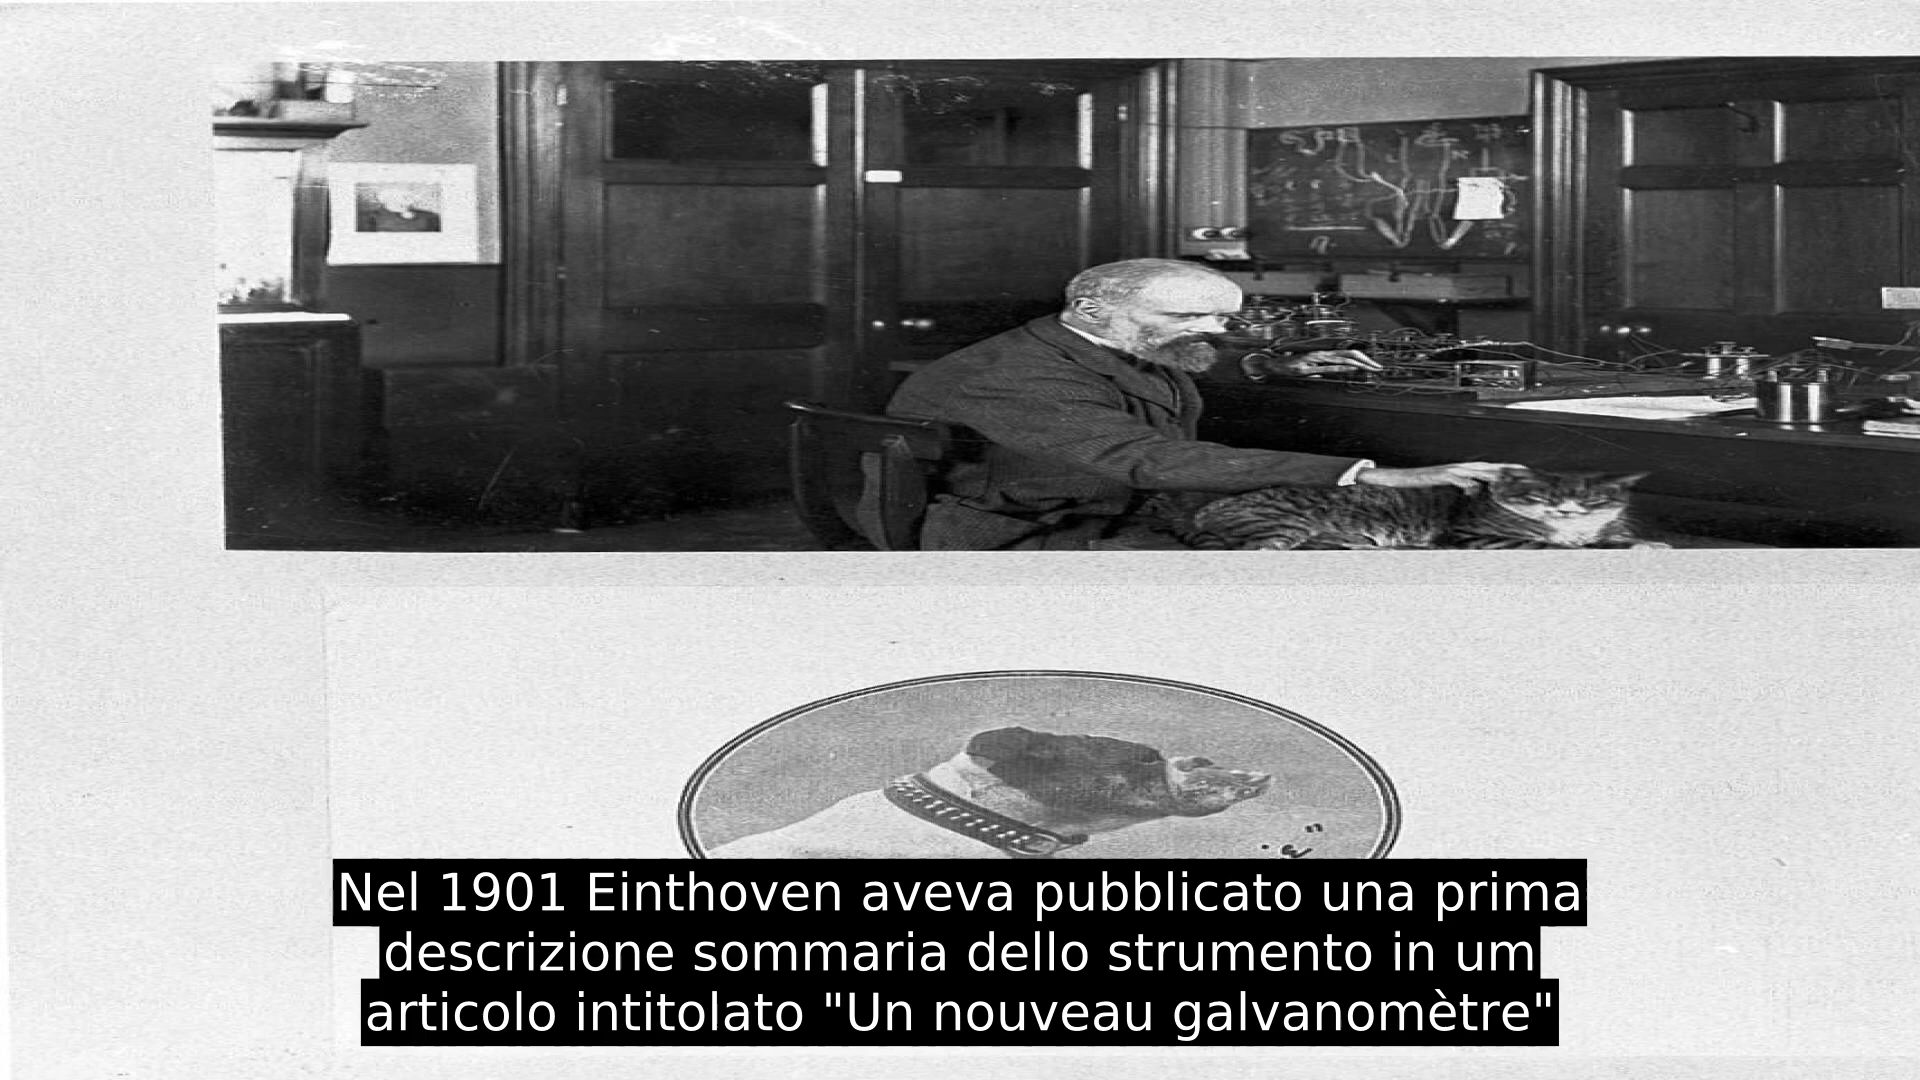 Nel 1901 Einthoven aveva pubblicato una prima
descrizione sommaria dello strumento in um
articolo intitolato "Un nouveau galvanomètre"